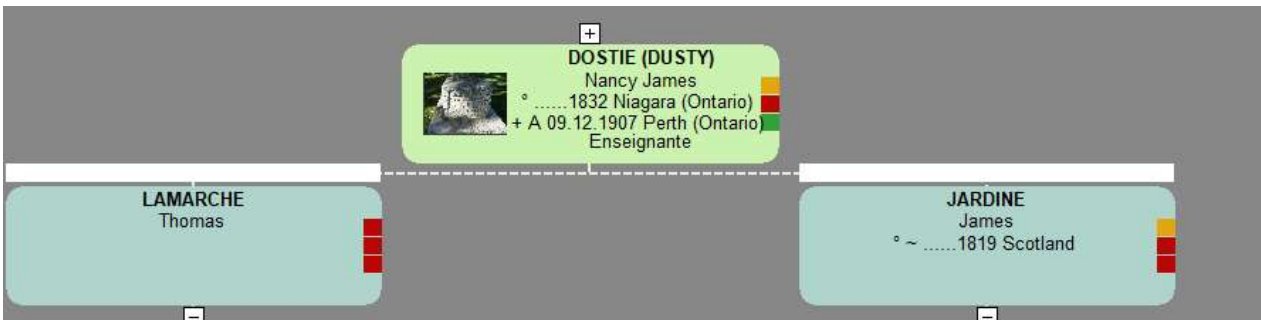 +
DOSTIE (DUSTY)
Nancy James
° ......1832 Niagara (Ontario)
+ A 09.12.1907 Perth (Ontario)
Enseignante
LAMARCHE
Thomas
JARDINE
James
° ~ ......1819 Scotland